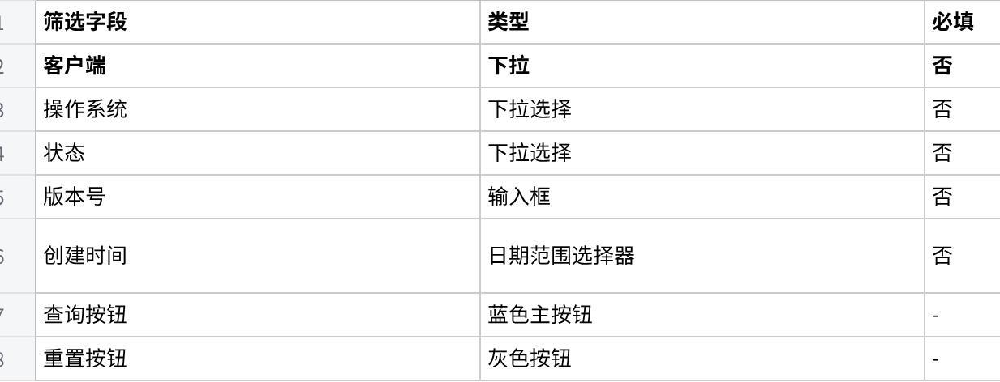 1 筛选字段 类型 必填
2 客户端 下拉 否
3 操作系统 下拉选择 否
4 状态 下拉选择 否
5 版本号 输入框 否
6 创建时间 日期范围选择器 否
7 查询按钮 蓝色主按钮 -
8 重置按钮 灰色按钮 -